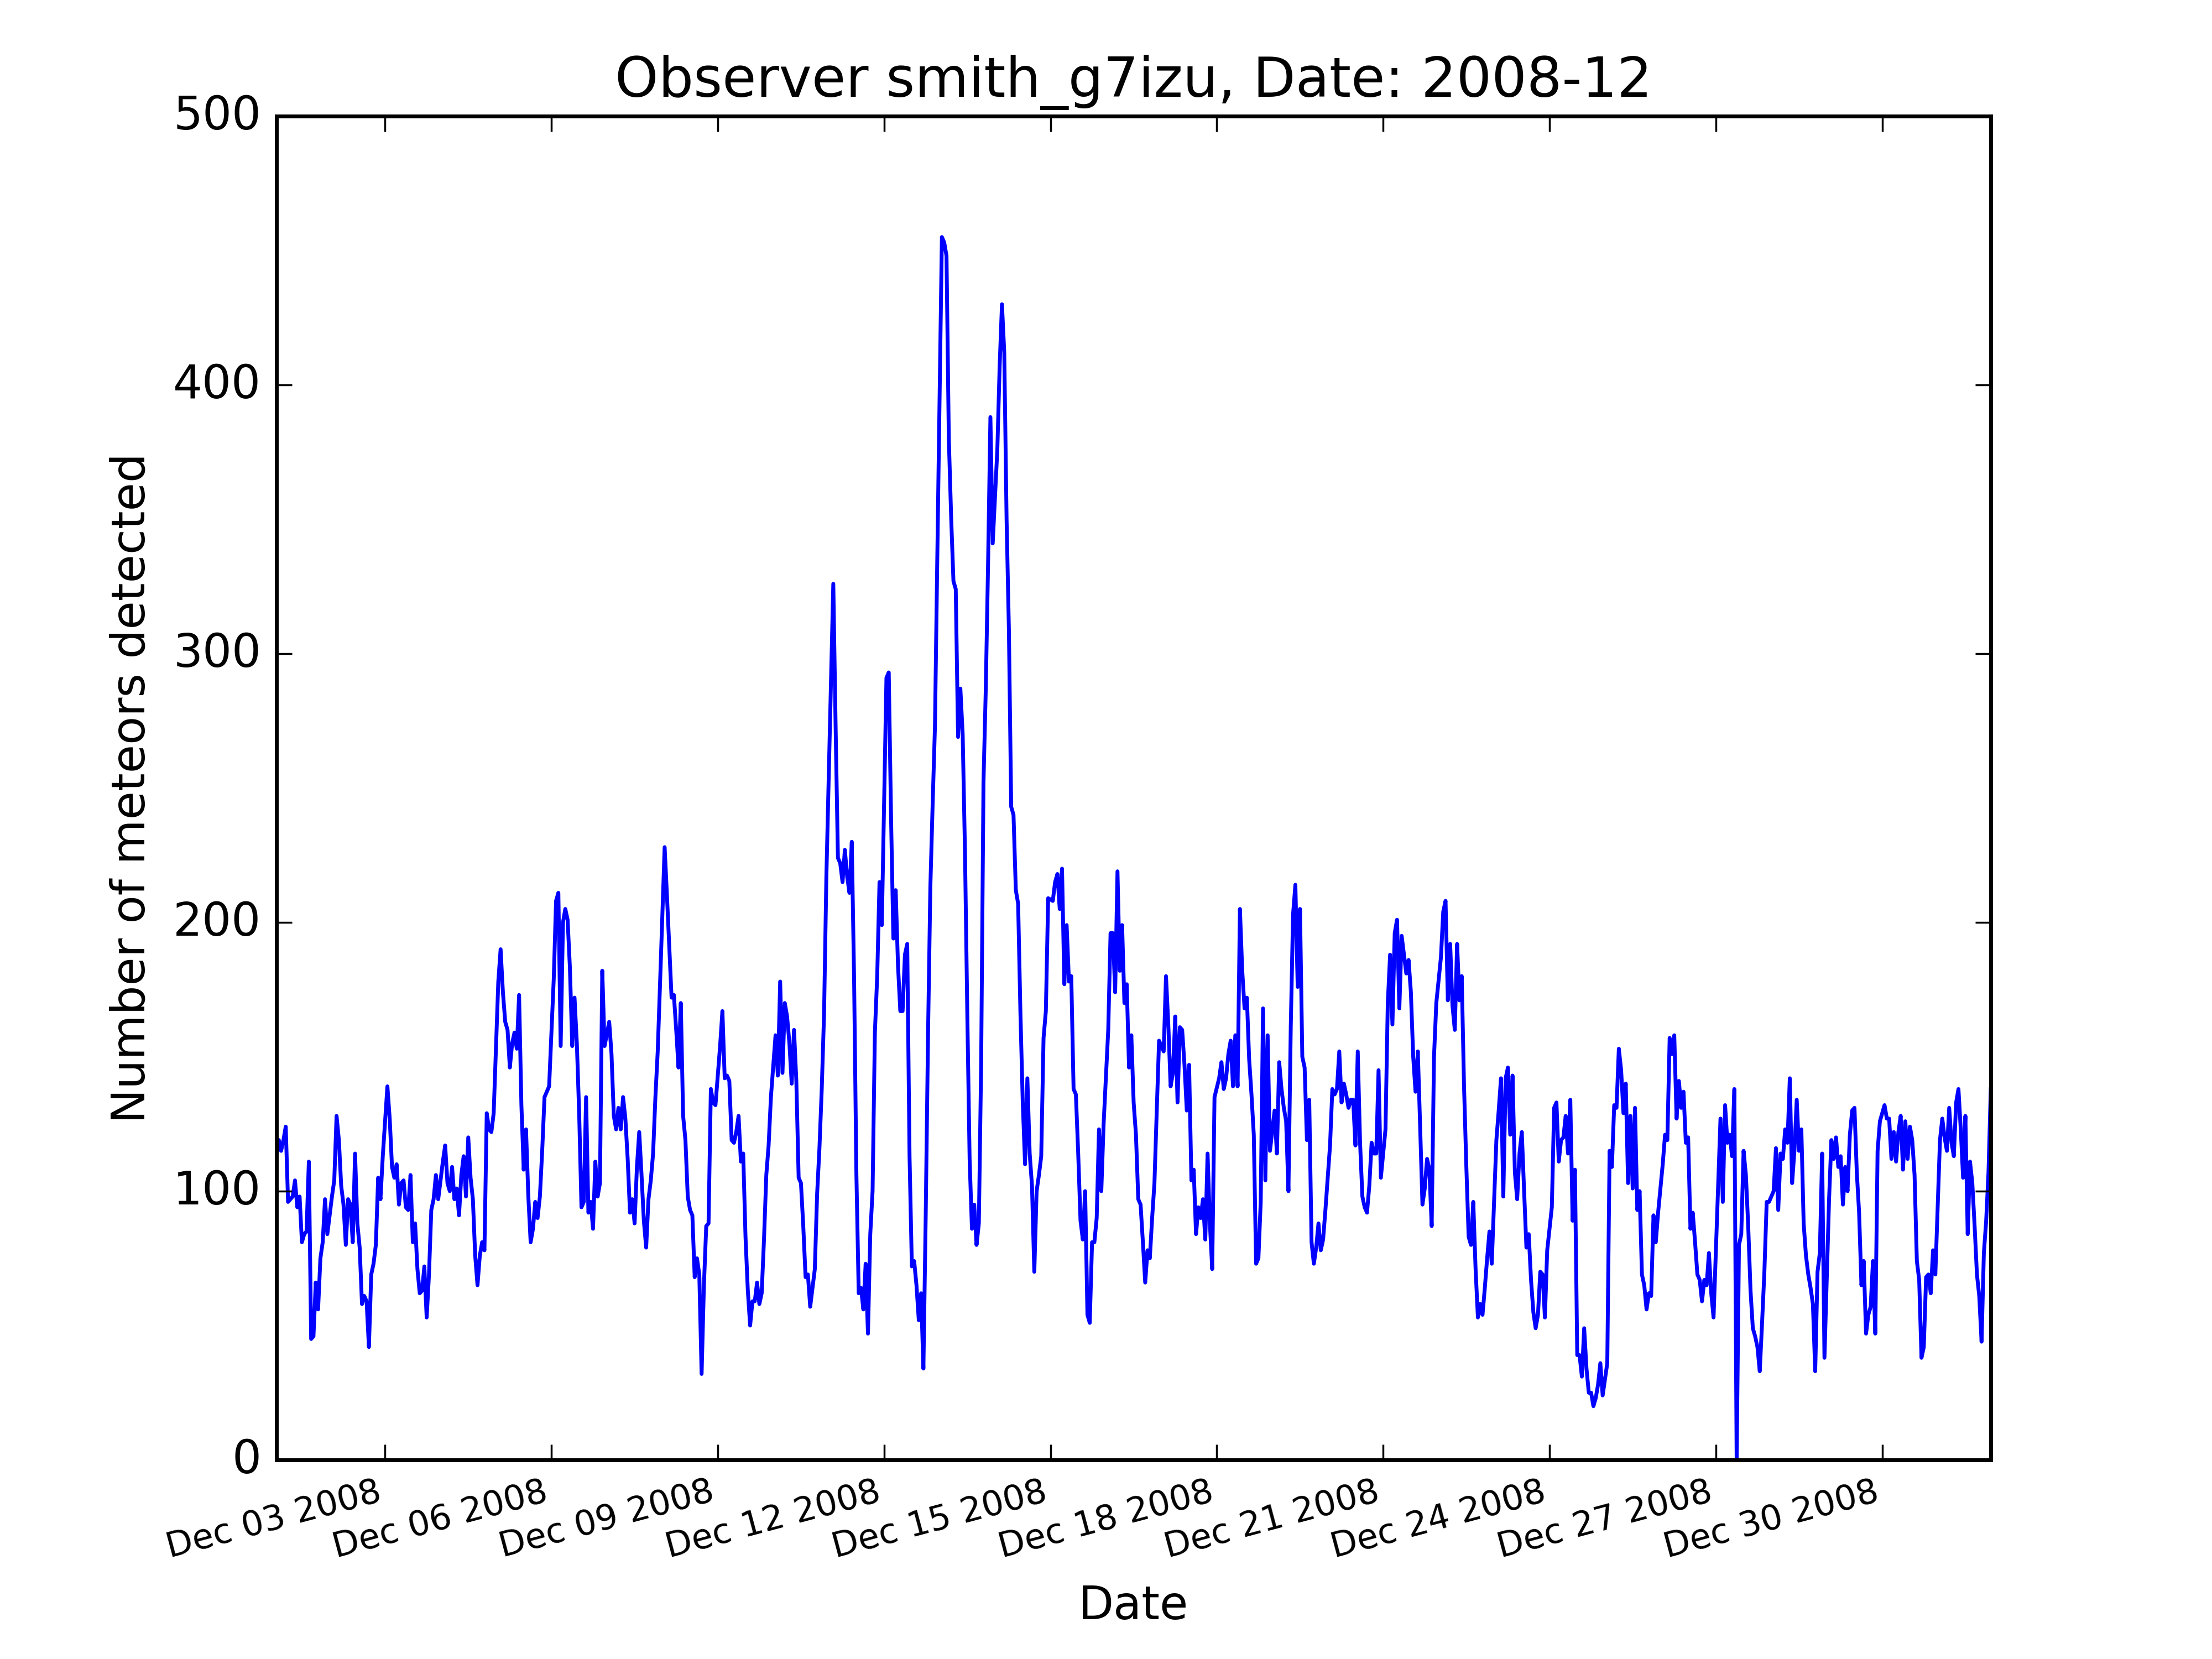 Observer smith_g7izu, Date: 2008-12
500
400
300
200
100
0
Number of meteors detected
Dec 03 2008
Dec 06 2008
Dec 09 2008
Dec 12 2008
Dec 15 2008
Dec 18 2008
Dec 21 2008
Dec 24 2008
Dec 27 2008
Dec 30 2008
Date